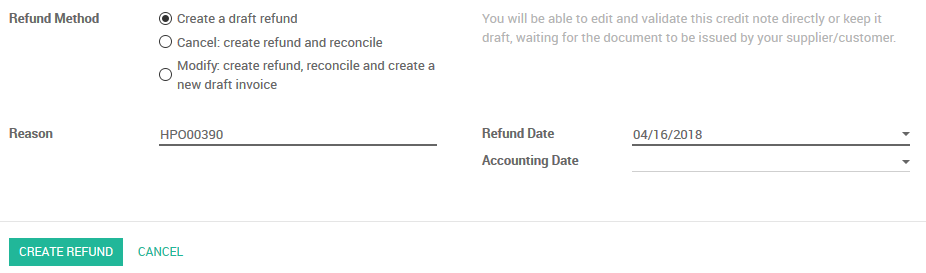 Refund Method
Create a draft refund
Cancel: create refund and reconcile
Modify: create refund, reconcile and create a
new draft invoice
You will be able to edit and validate this credit note directly or keep it
draft, waiting for the document to be issued by your supplier/customer.
Reason HPO00390
Refund Date 04/16/2018
Accounting Date
CREATE REFUND CANCEL